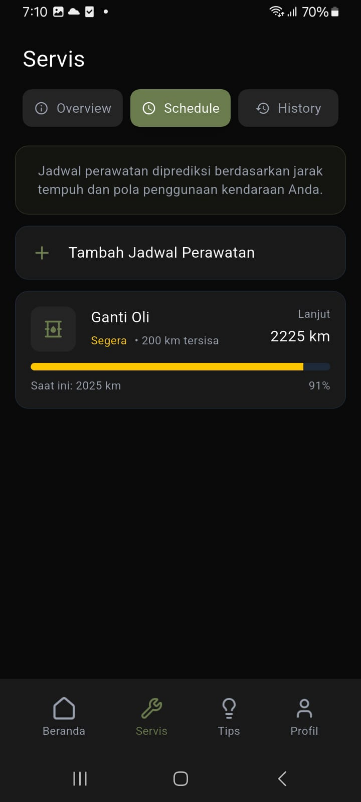 7:10
70%
Servis
Overview
Schedule
History
Jadwal perawatan diprediksi berdasarkan jarak
tempuh dan pola penggunaan kendaraan Anda.
Tambah Jadwal Perawatan
Ganti Oli
Lanjut
Segera • 200 km tersisa
2225 km
Saat ini: 2025 km
91%
Beranda
Servis
Tips
Profil